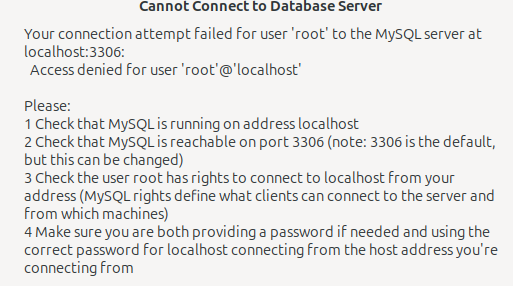 Cannot Connect to Database Server
Your connection attempt failed for user 'root' to the MySQL server at
localhost:3306:
Access denied for user 'root'@'localhost'
Please:
1 Check that MySQL is running on address localhost
2 Check that MySQL is reachable on port 3306 (note: 3306 is the default,
but this can be changed)
3 Check the user root has rights to connect to localhost from your
address (MySQL rights define what clients can connect to the server and
from which machines)
4 Make sure you are both providing a password if needed and using the
correct password for localhost connecting from the host address you're
connecting from